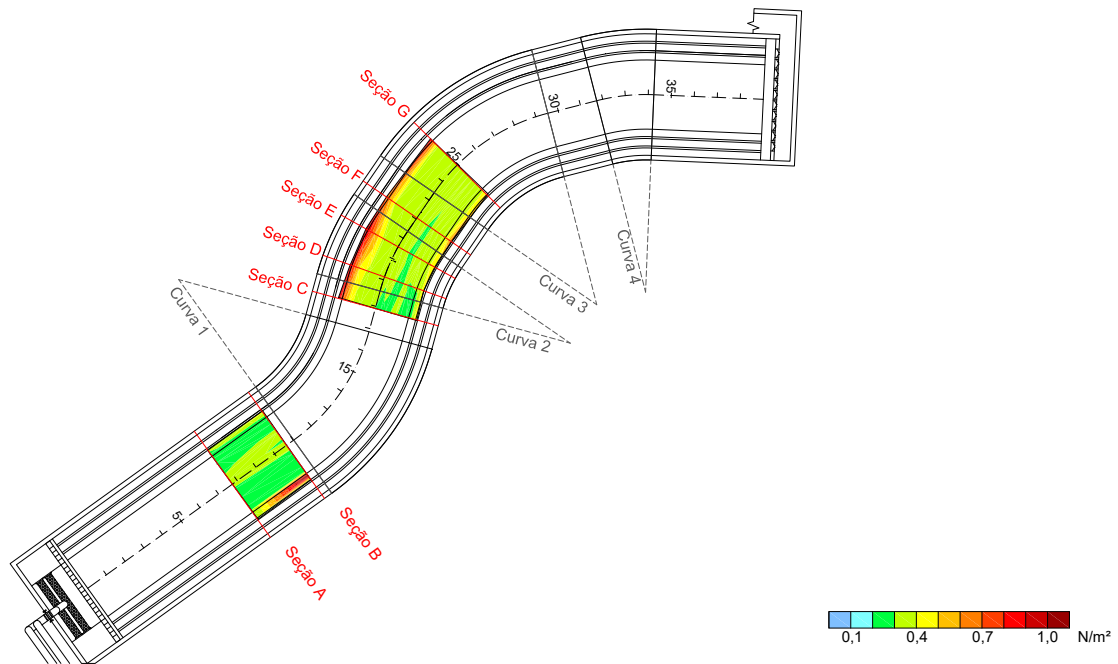 Seção G
Seção F
Seção E
Seção D
Seção C
Curva 1
Curva 2
Curva 3
Curva 4
35
30
25
15
5
Seção B
Seção A
0,1 0,4 0,7 1,0 N/m²